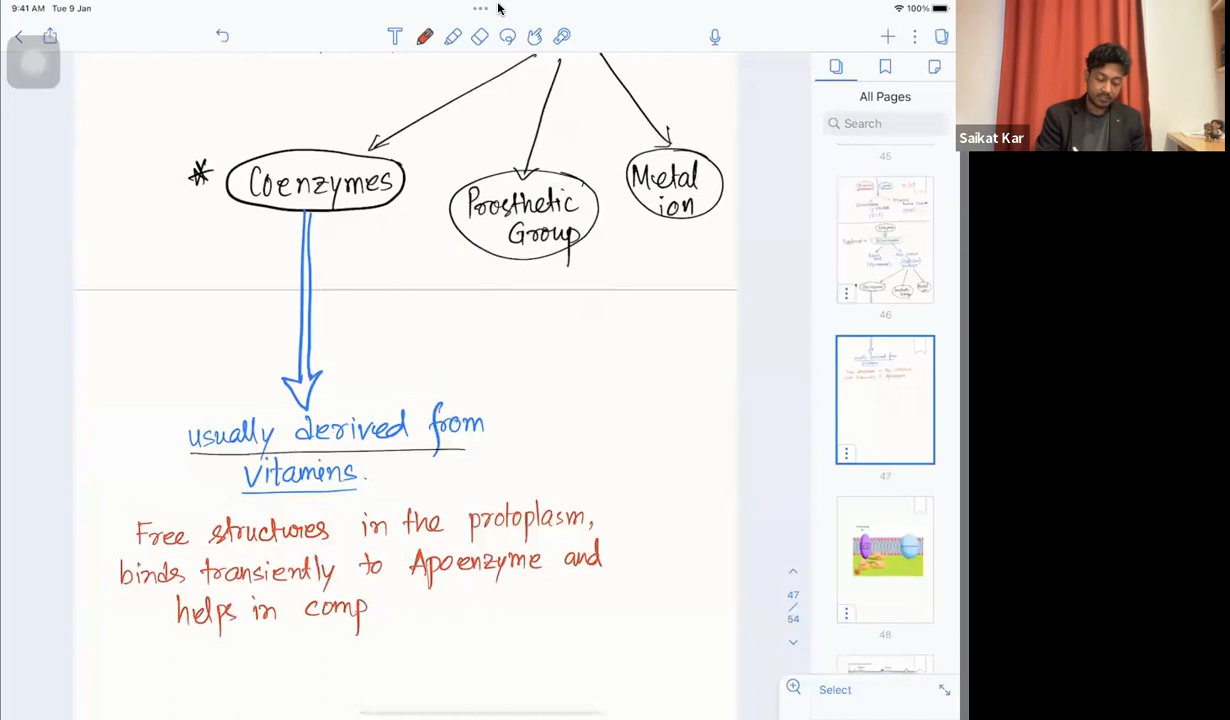 9:41 AM Tue 9 Jan
100%
All Pages
Search
45
46
47
48
47
/
54
Select
Saikat Kar
Coenzymes
Prosthetic
Group
Metal
ion
usually derived from
vitamins.
Free structures in the protoplasm,
binds transiently to Apoenzyme and
helps in comp